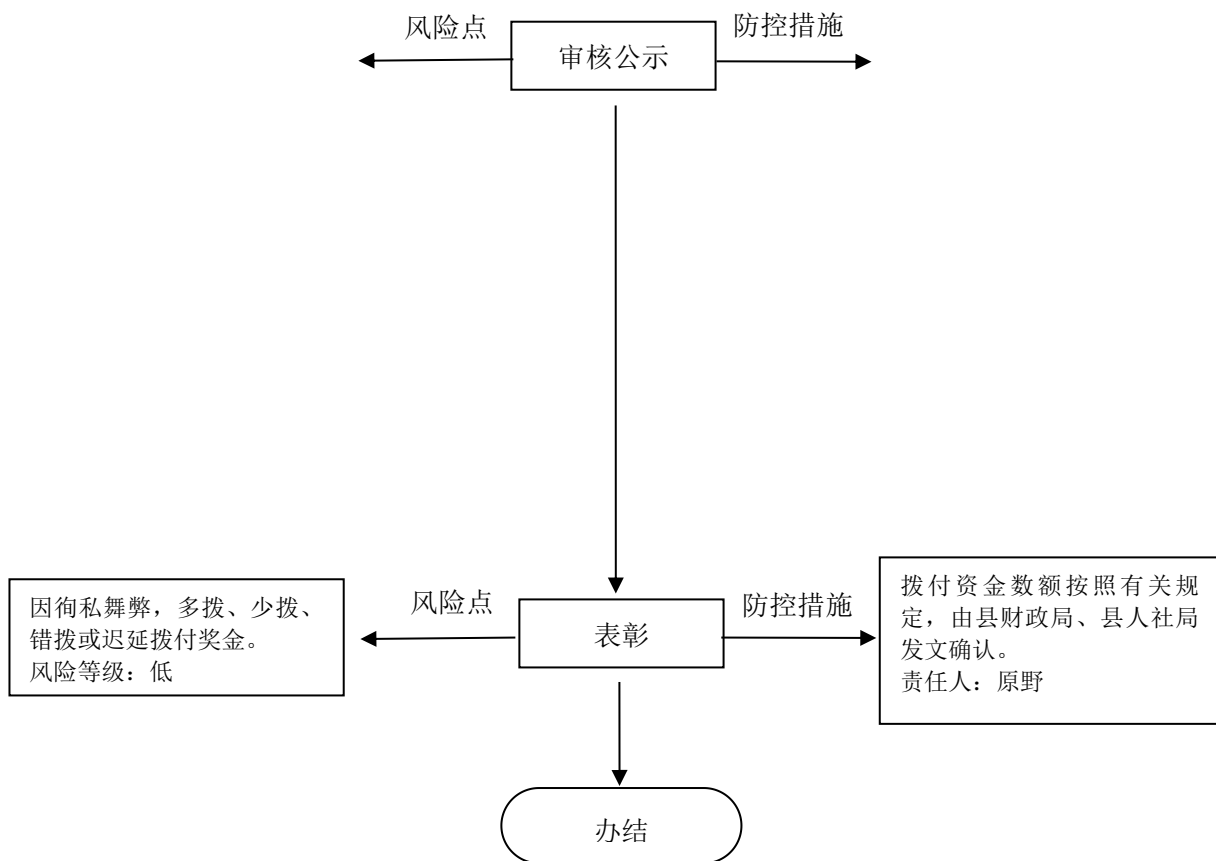 风险点
审核公示
防控措施
因徇私舞弊，多拨、少拨、
错拨或迟延拨付奖金。
风险等级：低
风险点
表彰
防控措施
拨付资金数额按照有关规
定，由县财政局、县人社局
发文确认。
责任人：原野
办结